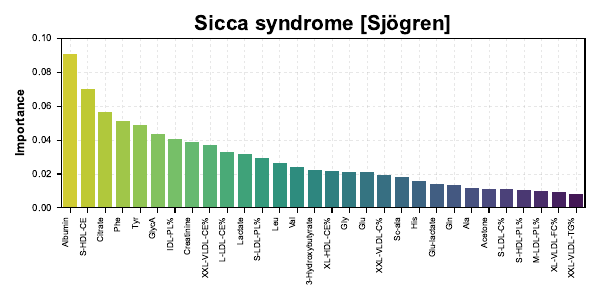 Sicca syndrome [Sjögren]
Importance
0.10
0.08
0.06
0.04
0.02
0.00
Albumin
S-HDL-CE
Citrate
Phe
Tyr
GlycA
IDL-PL%
Creatinine
XXL-VLDL-CE%
L-LDL-CE%
Lactate
S-LDL-PL%
Leu
Val
3-Hydroxybutyrate
XL-HDL-CE%
Gly
Glu
XXL-VLDL-C%
Sc-ala
His
Glu-lactate
Gln
Ala
Acetone
S-LDL-C%
S-HDL-PL%
M-LDL-PL%
XL-VLDL-FC%
XXL-VLDL-TG%